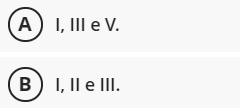 A I, III e V.
B I, II e III.